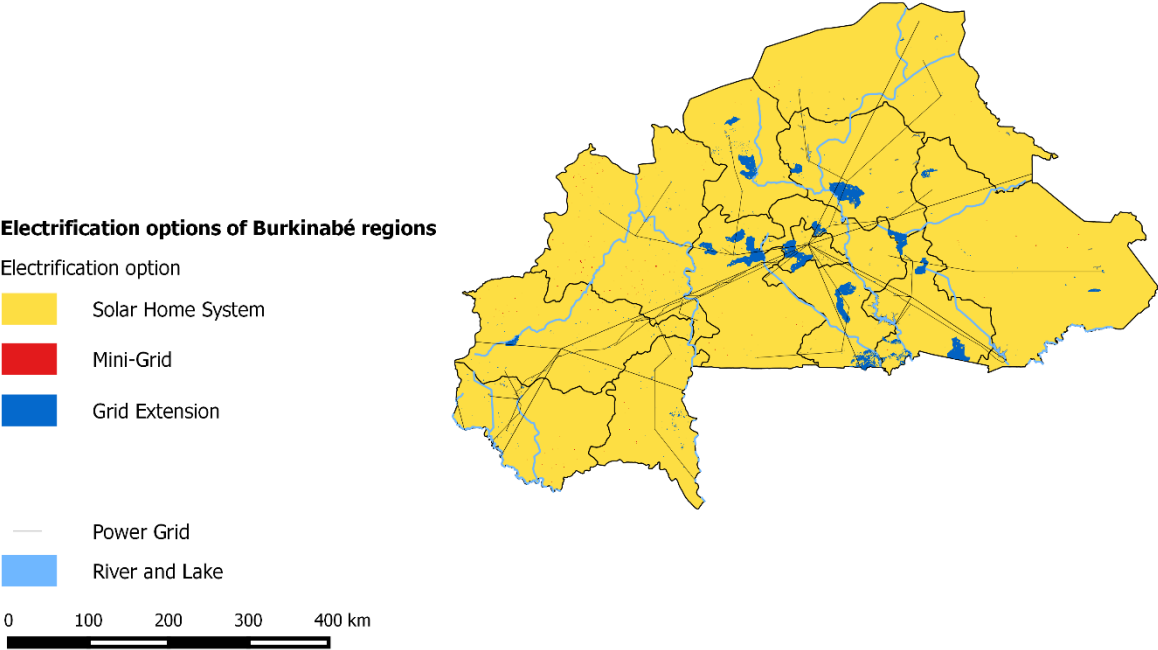 Electrification options of Burkinabé regions
Electrification option
Solar Home System
Mini-Grid
Grid Extension
Power Grid
River and Lake
0 100 200 300 400 km